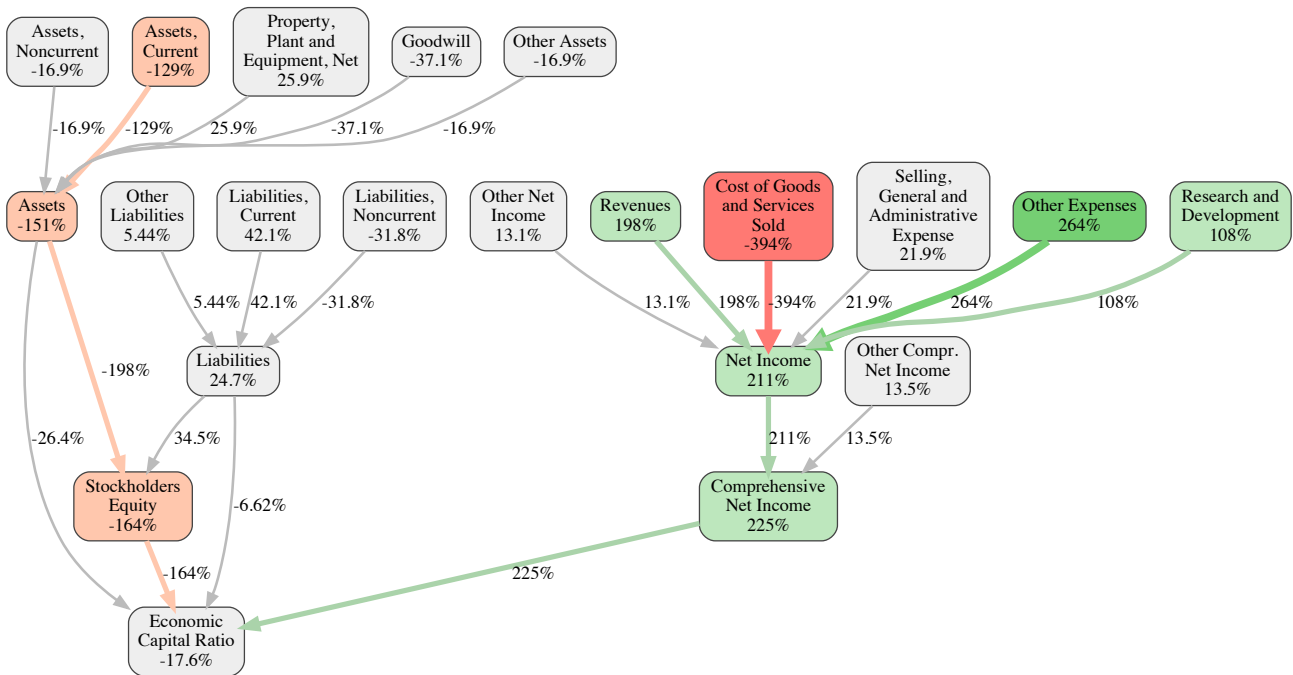 Assets,
Noncurrent
-16.9%
Assets,
Current
-129%
Property,
Plant and
Equipment, Net
25.9%
Goodwill
-37.1%
Other Assets
-16.9%
-16.9%
-129%
25.9%
-37.1%
-16.9%
Assets
-151%
Other
Liabilities
5.44%
Liabilities,
Current
42.1%
Liabilities,
Noncurrent
-31.8%
Other Net
Income
13.1%
Revenues
198%
Cost of Goods
and Services
Sold
-394%
Selling,
General and
Administrative
Expense
21.9%
Other Expenses
264%
Research and
Development
108%
5.44%
42.1%
-31.8%
13.1%
198%
-394%
21.9%
264%
108%
Liabilities
24.7%
Net Income
211%
Other Compr.
Net Income
13.5%
-198%
-26.4%
34.5%
211%
13.5%
Stockholders
Equity
-164%
-6.62%
Comprehensive
Net Income
225%
-164%
225%
Economic
Capital Ratio
-17.6%